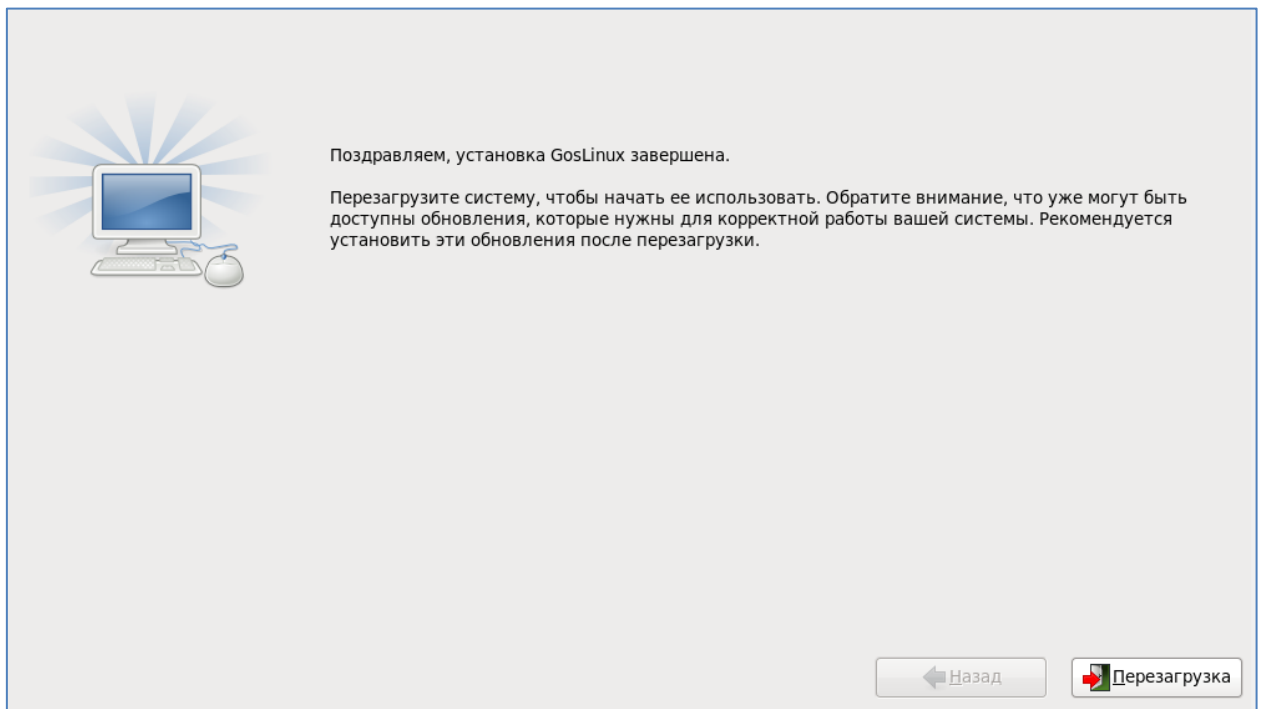 Поздравляем, установка GosLinux завершена.
Перезагрузите систему, чтобы начать ее использовать. Обратите внимание, что уже могут быть
доступны обновления, которые нужны для корректной работы вашей системы. Рекомендуется
установить эти обновления после перезагрузки.
Назад
Перезагрузка